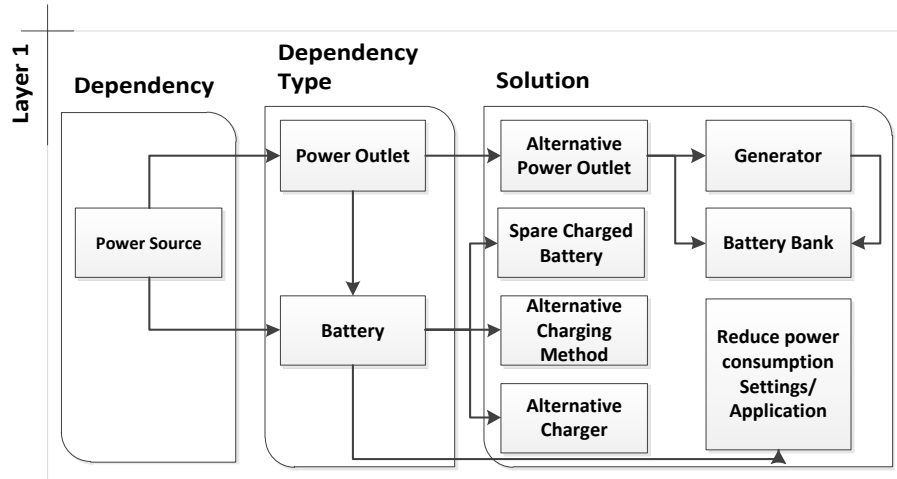 Layer 1
Dependency
Dependency
Type
Solution
Power Source
Power Outlet
Battery
Alternative
Power Outlet
Generator
Spare Charged
Battery
Battery Bank
Alternative
Charging
Method
Reduce power
consumption
Settings/
Application
Alternative
Charger